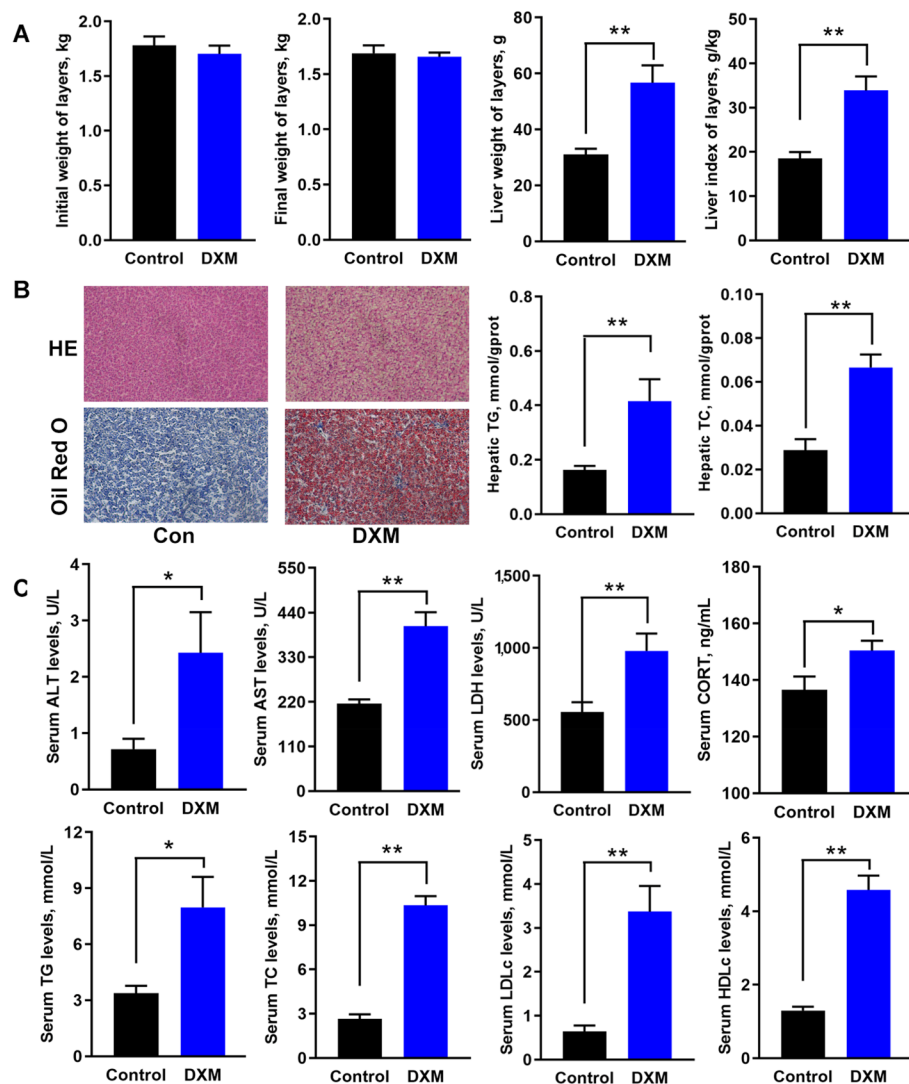 A
Initial weight of layers, kg
2.0
1.5
1.0
0.5
0.0
Control DXM
Final weight of layers, kg
2.0
1.5
1.0
0.5
0.0
Control DXM
Liver weight of layers, g
80
60
40
20
0
**
Control DXM
Liver index of layers, g/kg
50
40
30
20
10
0
**
Control DXM
B
HE
Oil Red O
Con
DXM
Hepatic TG, mmol/gprot
0.8
0.6
0.4
0.2
0.0
**
Control DXM
Hepatic TC, mmol/gprot
0.10
0.08
0.06
0.04
0.02
0.00
**
Control DXM
C
Serum ALT levels, U/L
4
3
2
1
0
*
Control DXM
Serum AST levels, U/L
550
440
330
220
110
0
**
Control DXM
Serum LDH levels, U/L
1,500
1,000
500
0
**
Control DXM
Serum CORT, ng/mL
180
160
140
120
100
*
Control DXM
Serum TG levels, mmol/L
12
9
6
3
0
*
Control DXM
Serum TC levels, mmol/L
15
12
9
6
3
0
**
Control DXM
Serum LDLc levels, mmol/L
5
4
3
2
1
0
**
Control DXM
Serum HDLc levels, mmol/L
6
4
2
0
**
Control DXM